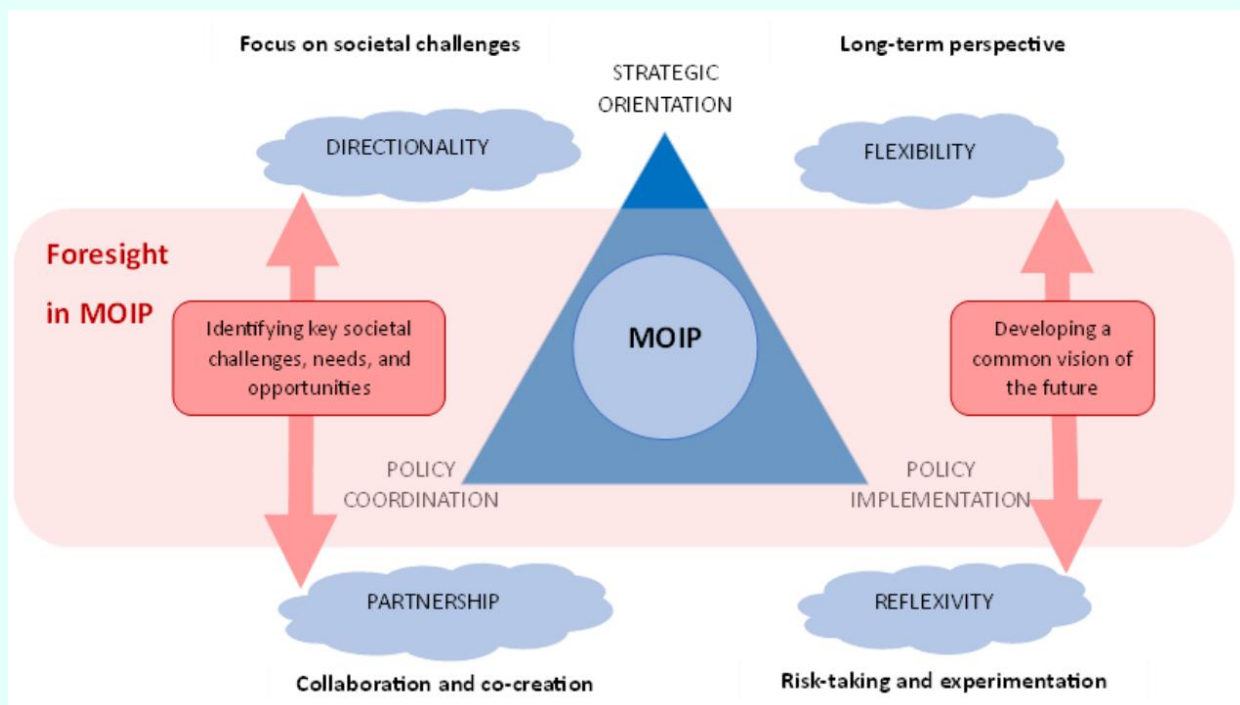 Focus on societal challenges
Long-term perspective
STRATEGIC
ORIENTATION
DIRECTIONALITY
FLEXIBILITY
Foresight
in MOIP
Identifying key societal
challenges, needs, and
opportunities
MOIP
Developing a
common vision of
the future
POLICY
COORDINATION
POLICY
IMPLEMENTATION
PARTNERSHIP
REFLEXIVITY
Collaboration and co-creation
Risk-taking and experimentation